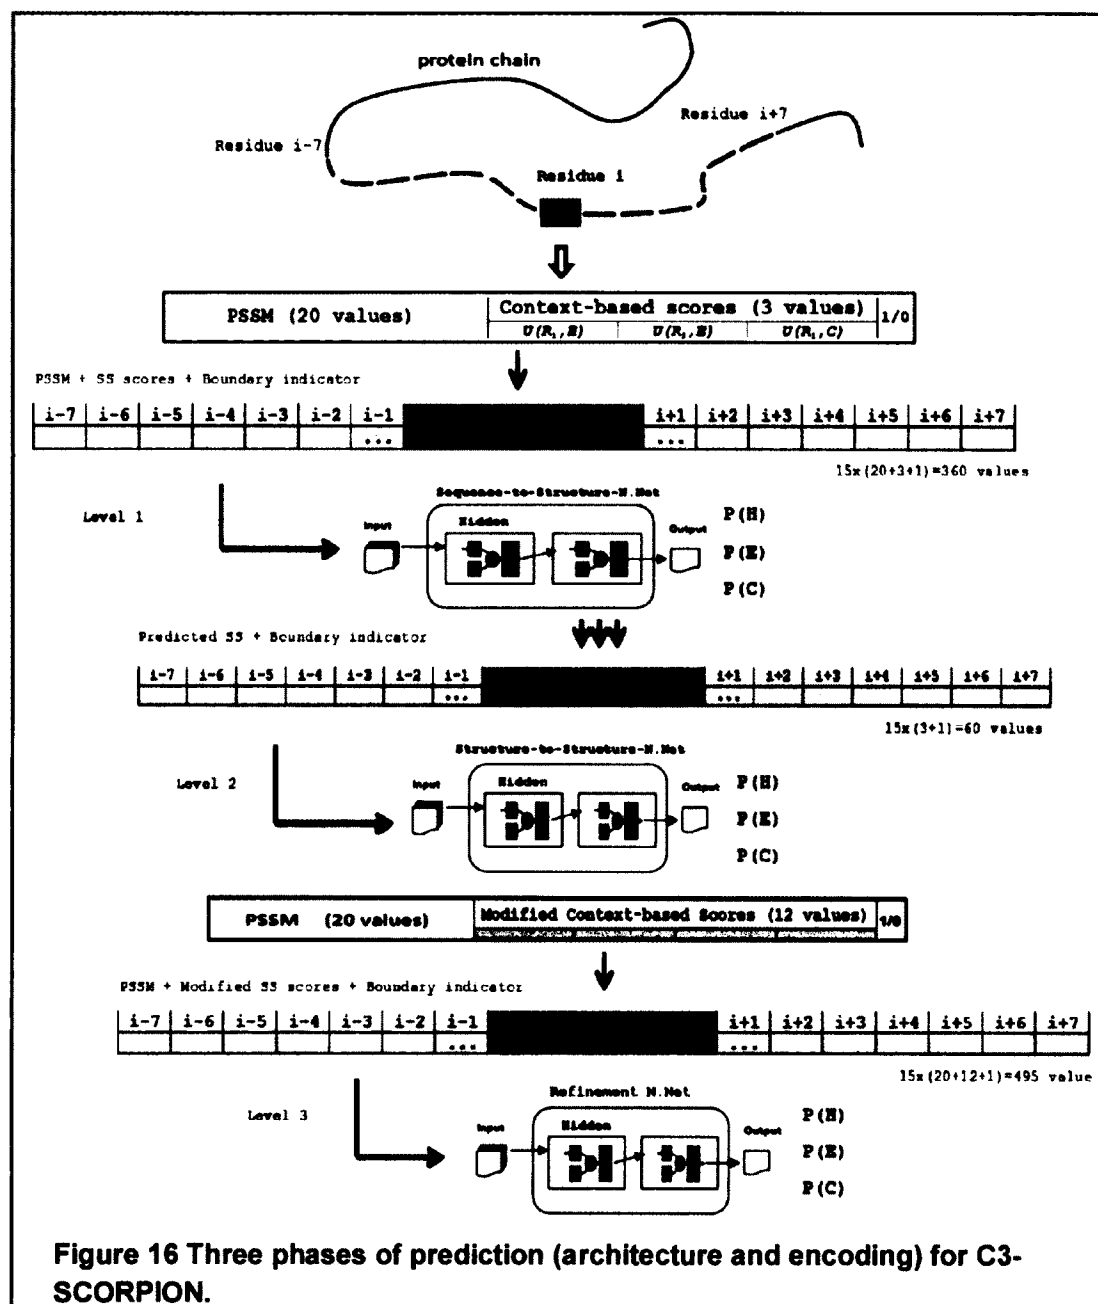 protein chain
Residue i-7
Residue i+7
Residue i
PSSM (20 values)
Context-based scores (3 values)
1/0
U(Ri,H)
U(Ri,E)
U(Ri,C)
PSSM + SS scores + Boundary indicator
i-7 i-6 i-5 i-4 i-3 i-2 i-1 i+1 i+2 i+3 i+4 i+5 i+6 i+7
... ...
15x(20+3+1)=360 values
Level 1
Sequence-to-Structure-N.Net
Input
Hidden
Output
P(H)
P(E)
P(C)
Predicted SS + Boundary indicator
i-7 i-6 i-5 i-4 i-3 i-2 i-1 i+1 i+2 i+3 i+4 i+5 i+6 i+7
... ...
15x(3+1)=60 values
Level 2
Structure-to-Structure-N.Net
Input
Hidden
Output
P(H)
P(E)
P(C)
PSSM (20 values)
Modified Context-based Scores (12 values)
1/0
PSSM + Modified SS scores + Boundary indicator
i-7 i-6 i-5 i-4 i-3 i-2 i-1 i+1 i+2 i+3 i+4 i+5 i+6 i+7
... ...
15x(20+12+1)=495 value
Level 3
Refinement N.Net
Input
Hidden
Output
P(H)
P(E)
P(C)
Figure 16 Three phases of prediction (architecture and encoding) for C3-
SCORPION.